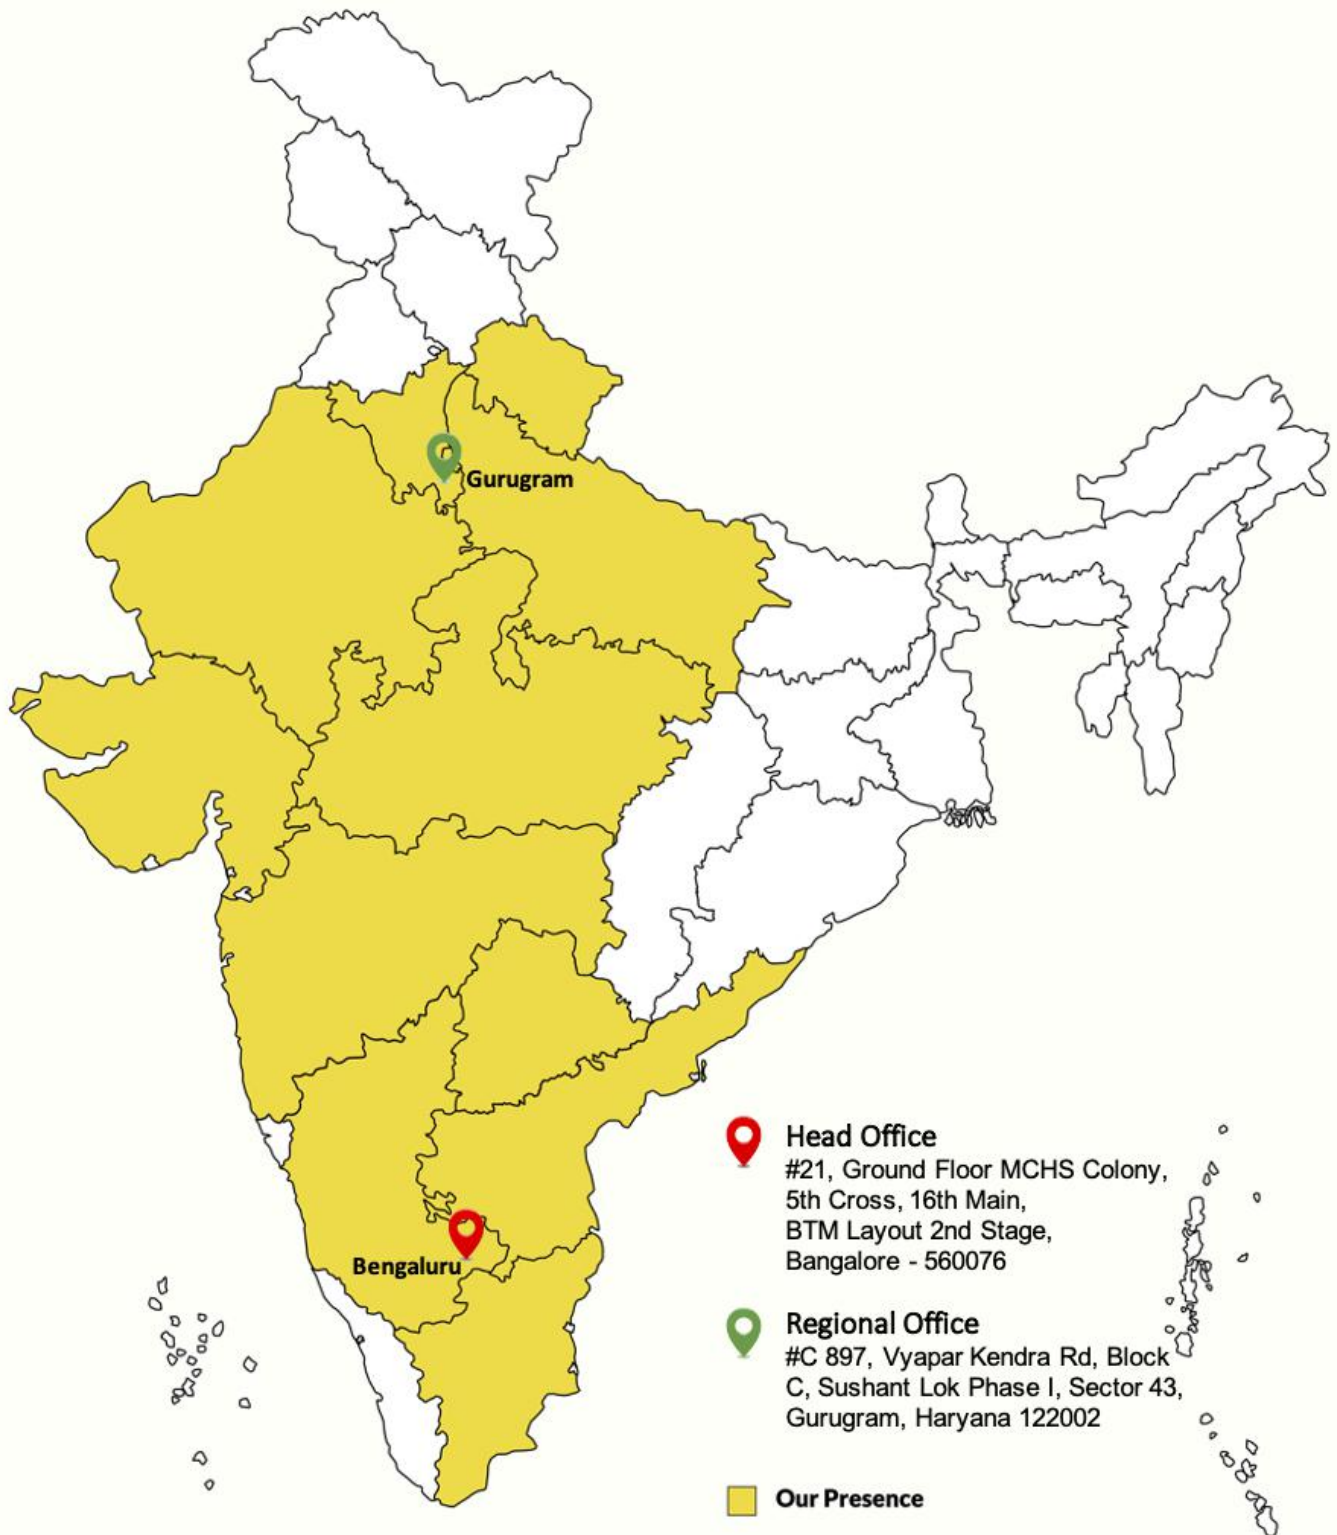 Gurugram
Head Office
#21, Ground Floor MCHS Colony,
5th Cross, 16th Main,
BTM Layout 2nd Stage,
Bangalore - 560076
Bengaluru
Regional Office
#C 897, Vyapar Kendra Rd, Block
C, Sushant Lok Phase I, Sector 43,
Gurugram, Haryana 122002
Our Presence